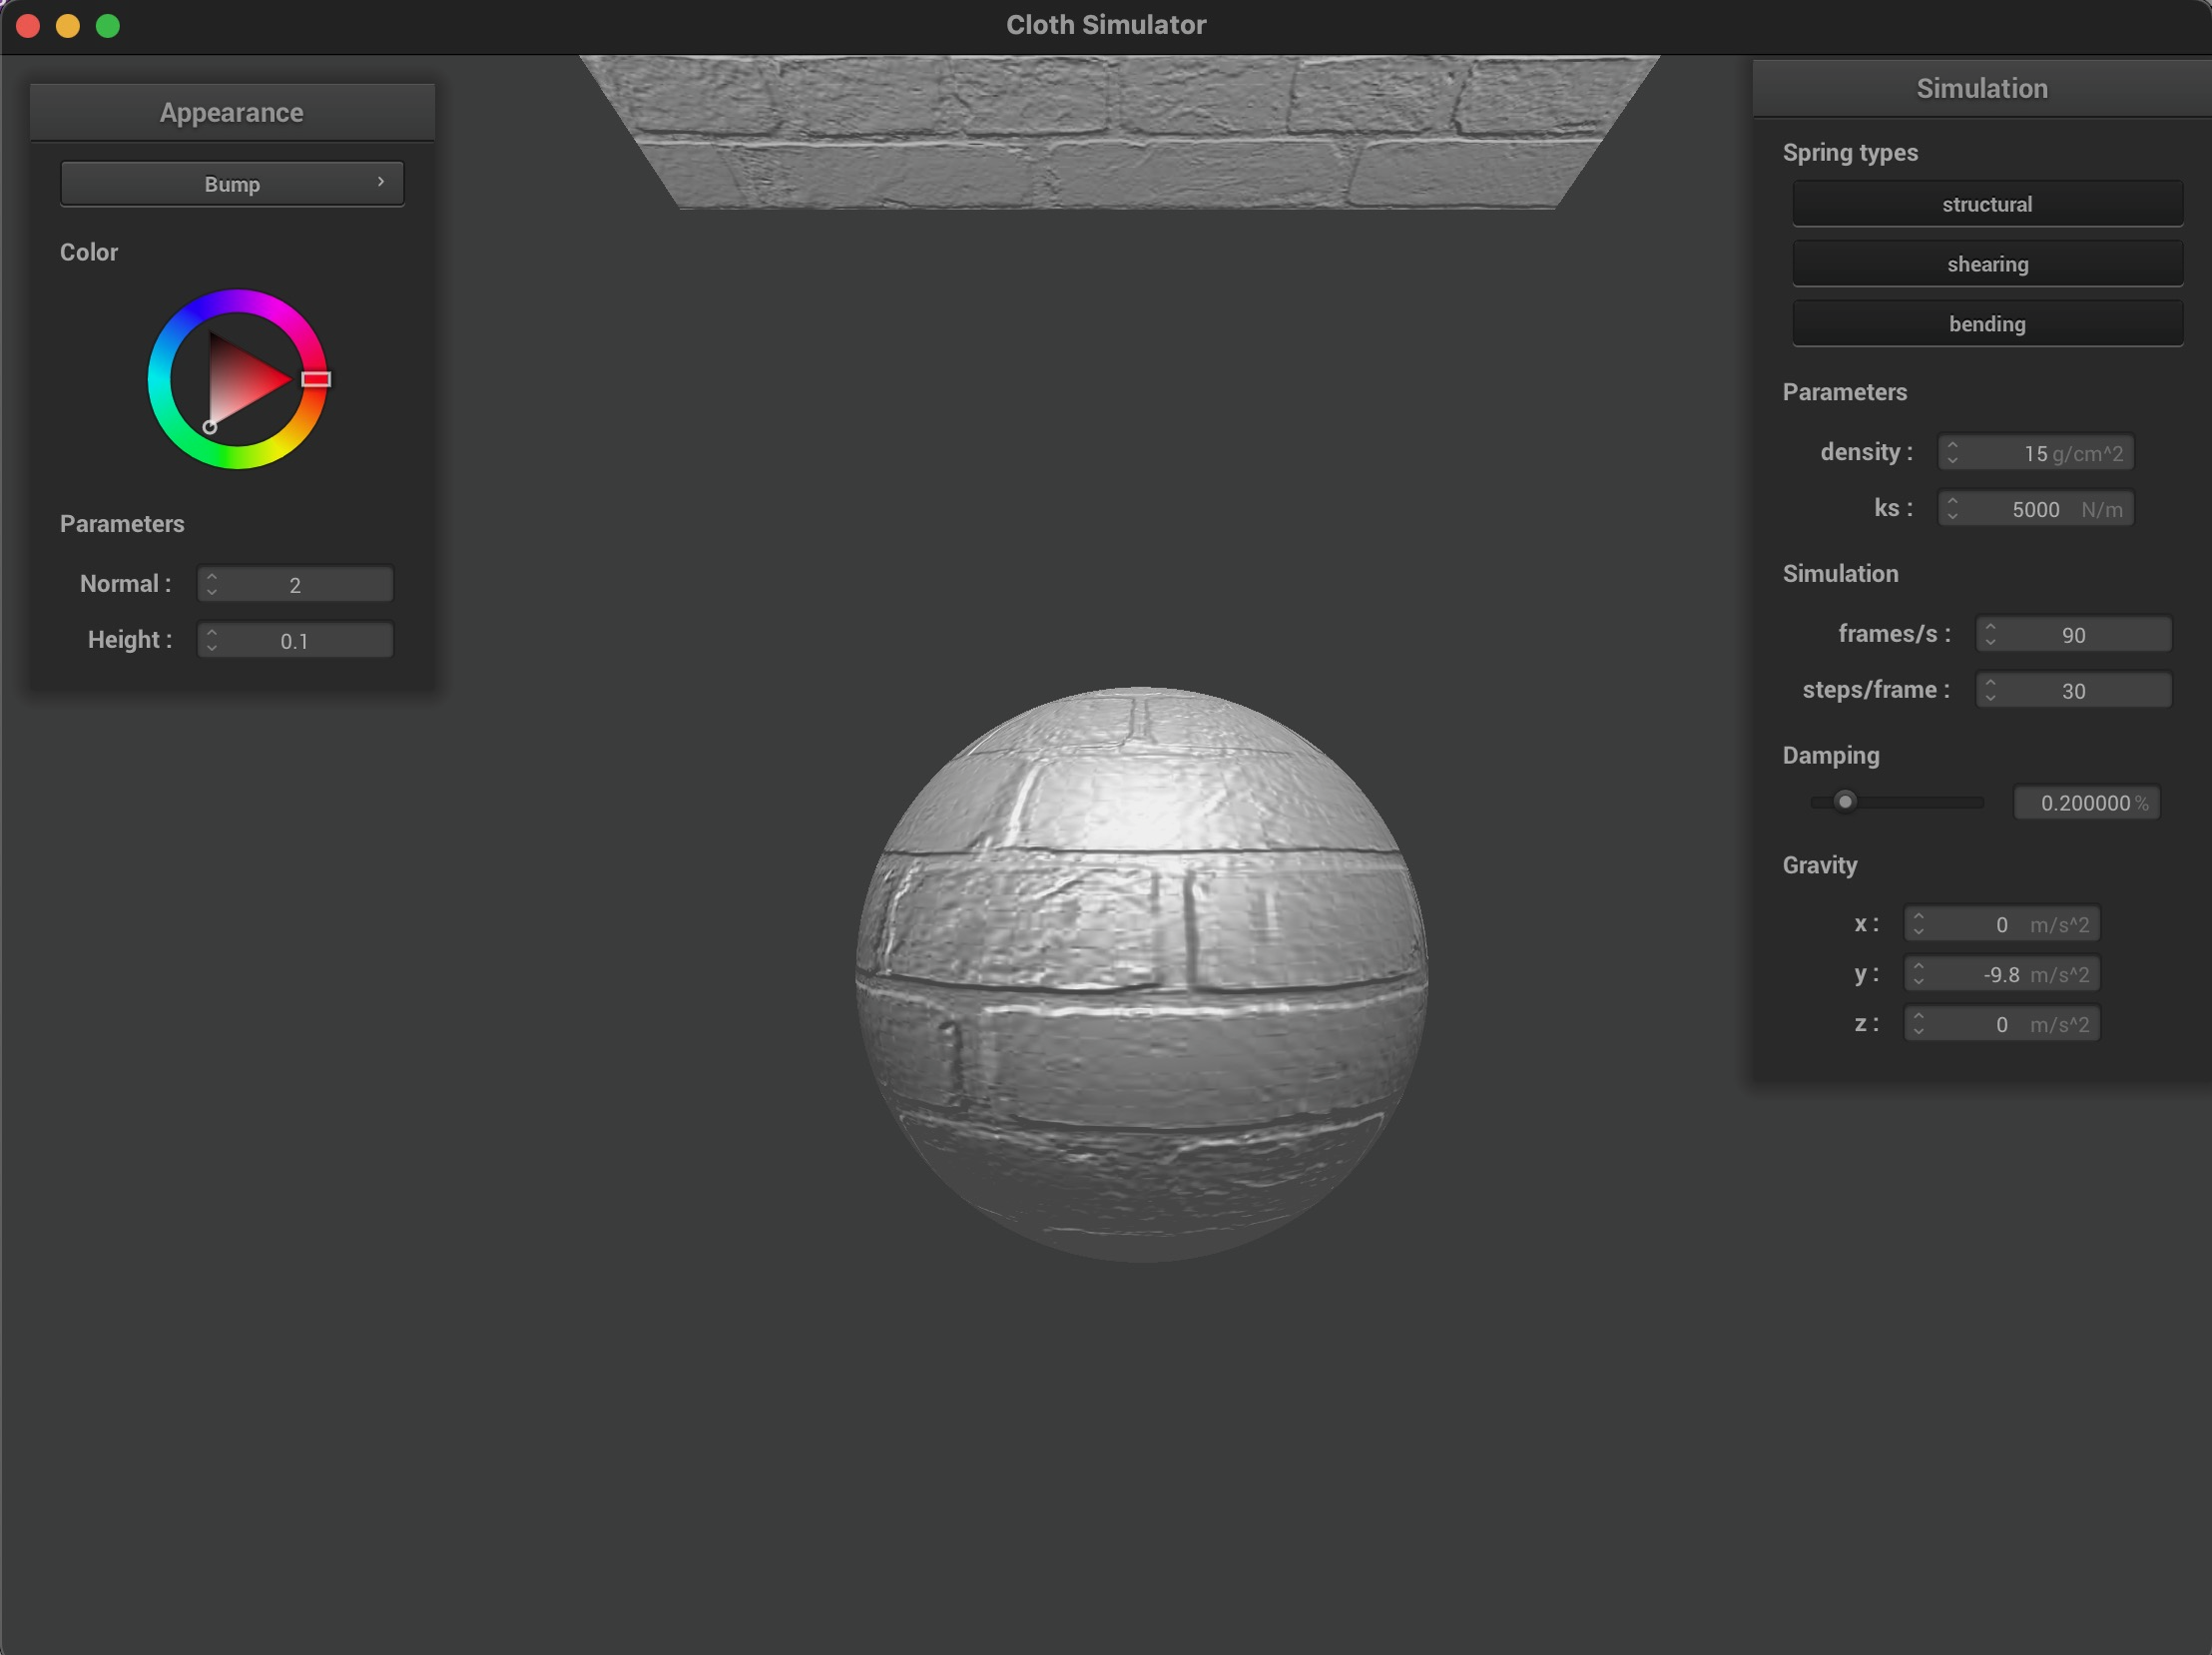 Cloth Simulator
Appearance
Bump
Color
Parameters
Normal : 2
Height : 0.1
Simulation
Spring types
structural
shearing
bending
Parameters
density : 15 g/cm^2
ks : 5000 N/m
Simulation
frames/s : 90
steps/frame : 30
Damping
0.200000 %
Gravity
x : 0 m/s^2
y : -9.8 m/s^2
z : 0 m/s^2